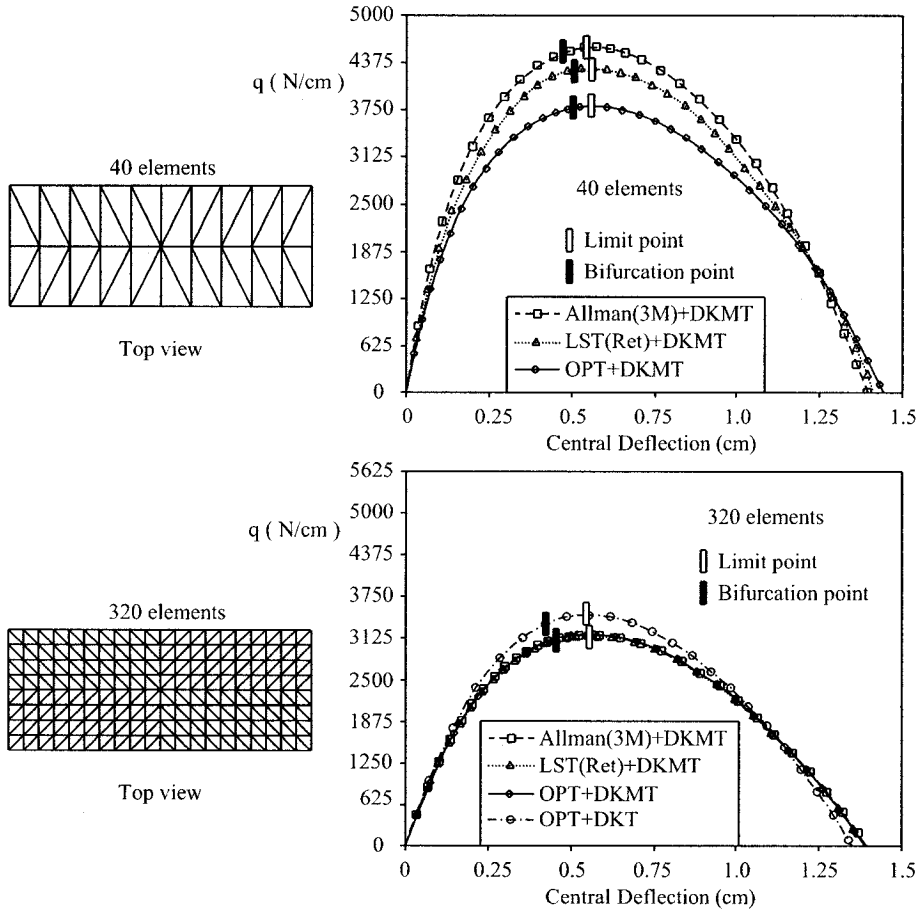 5000
4375
3750
3125
2500
1875
1250
625
0
q ( N/cm)
40 elements
Top view
40 elements
Limit point
Bifurcation point
Allman(3M)+DKMT
LST(Ret)+DKMT
OPT+DKMT
0 0.25 0.5 0.75 1.0 1.25 1.5
Central Deflection (cm)
5625
5000
4375
3750
3125
2500
1875
1250
625
0
q ( N/cm)
320 elements
Top view
320 elements
Limit point
Bifurcation point
Allman(3M)+DKMT
LST(Ret)+DKMT
OPT+DKMT
OPT+DKT
0 0.25 0.5 0.75 1.0 1.25 1.5
Central Deflection (cm)